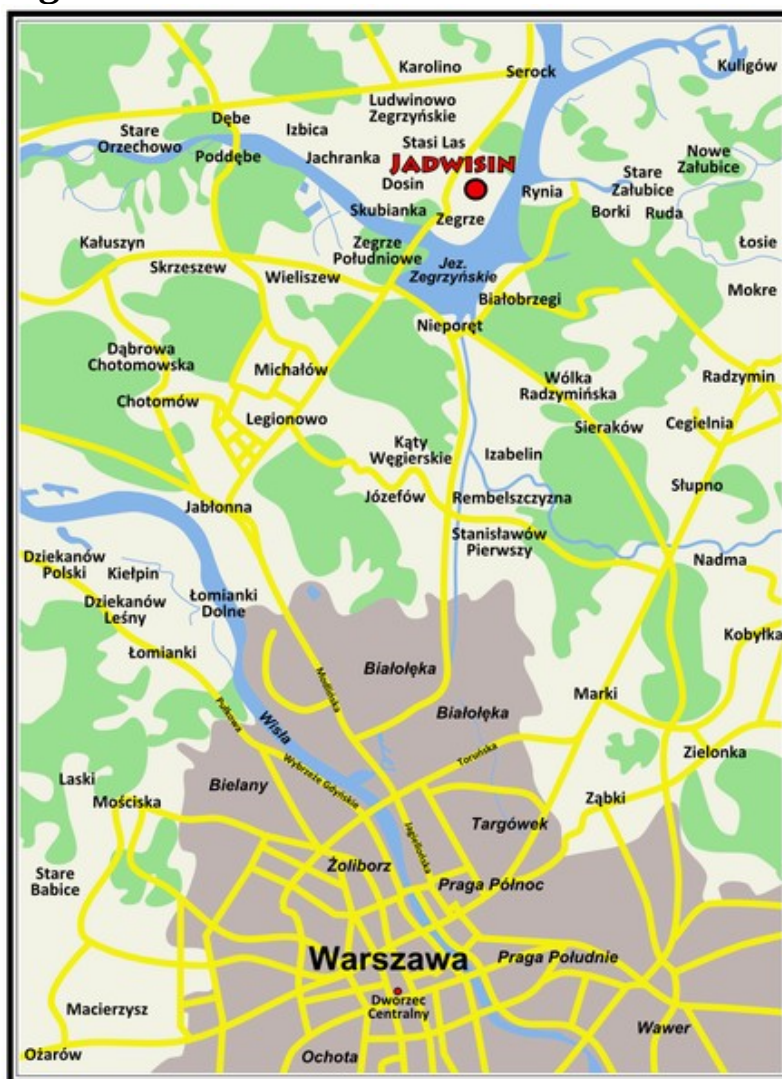 Karolino
Serock
Kuligów
Ludwinowo
Zegrzyńskie
Dębe
Izbica
Stare
Orzechowo
Stasi Las
Nowe
Załubice
Poddębe
Jachranka
JADWISIN
Dosin
Rynia
Stare
Załubice
Skubianka
Zegrze
Borki
Ruda
Kałuszyn
Zegrze
Południowe
Łosie
Skrzeszew
Wieliszew
Jez.
Zegrzyńskie
Mokre
Białobrzegi
Nieporęt
Dąbrowa
Chotomowska
Michałów
Wólka
Radzymińska
Radzymin
Chotomów
Legionowo
Sieraków
Cegielnia
Kąty
Węgierskie
Izabelin
Słupno
Józefów
Rembelszczyzna
Jabłonna
Stanisławów
Pierwszy
Dziekanów
Polski
Kiełpin
Nadma
Dziekanów
Leśny
Łomianki
Dolne
Kobyłka
Łomianki
Białołęka
Modlińska
Marki
Pułkowa
Wisła
Białołęka
Zielonka
Toruńska
Wybrzeże Gdyńskie
Laski
Bielany
Mościska
Ząbki
Jagiellońska
Targówek
Stare
Babice
Żoliborz
Praga Północ
Warszawa
Praga Południe
Dworzec
Centralny
Macierzysz
Wawer
Ożarów
Ochota